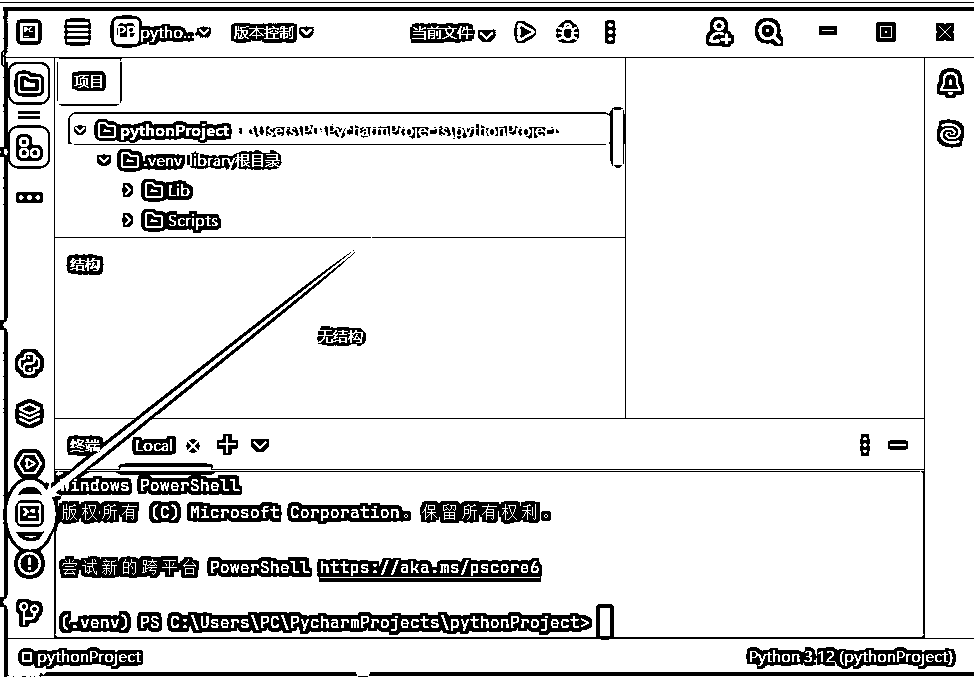 pytho... 版本控制 当前文件
项目
pythonProject C:\Users\PC\PycharmProjects\pythonProject
.venv library根目录
Lib
Scripts
结构
无结构
终端 Local
Windows PowerShell
版权所有 (C) Microsoft Corporation。保留所有权利。
尝试新的跨平台 PowerShell https://aka.ms/pscore6
(.venv) PS C:\Users\PC\PycharmProjects\pythonProject>
pythonProject Python 3.12 (pythonProject)